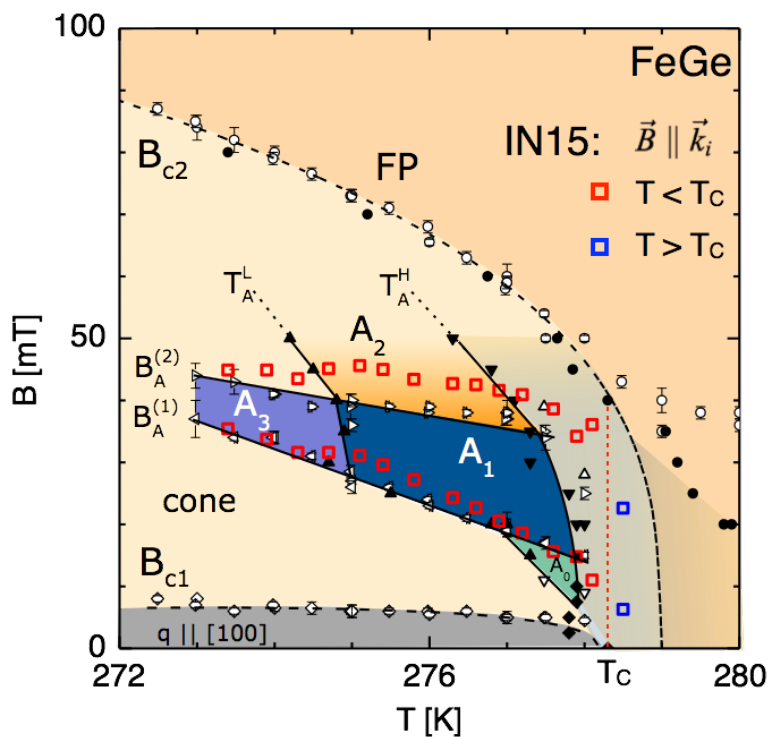 100
FeGe
IN15: B⃗ ∥ k⃗ᵢ
B_c2
FP
T < T_C
T > T_C
T_A^L
T_A^H
50
A_2
B_A^(2)
B_A^(1)
A_3
A_1
cone
A_0
B_c1
q || [100]
0
272
276
T_C
280
B [mT]
T [K]